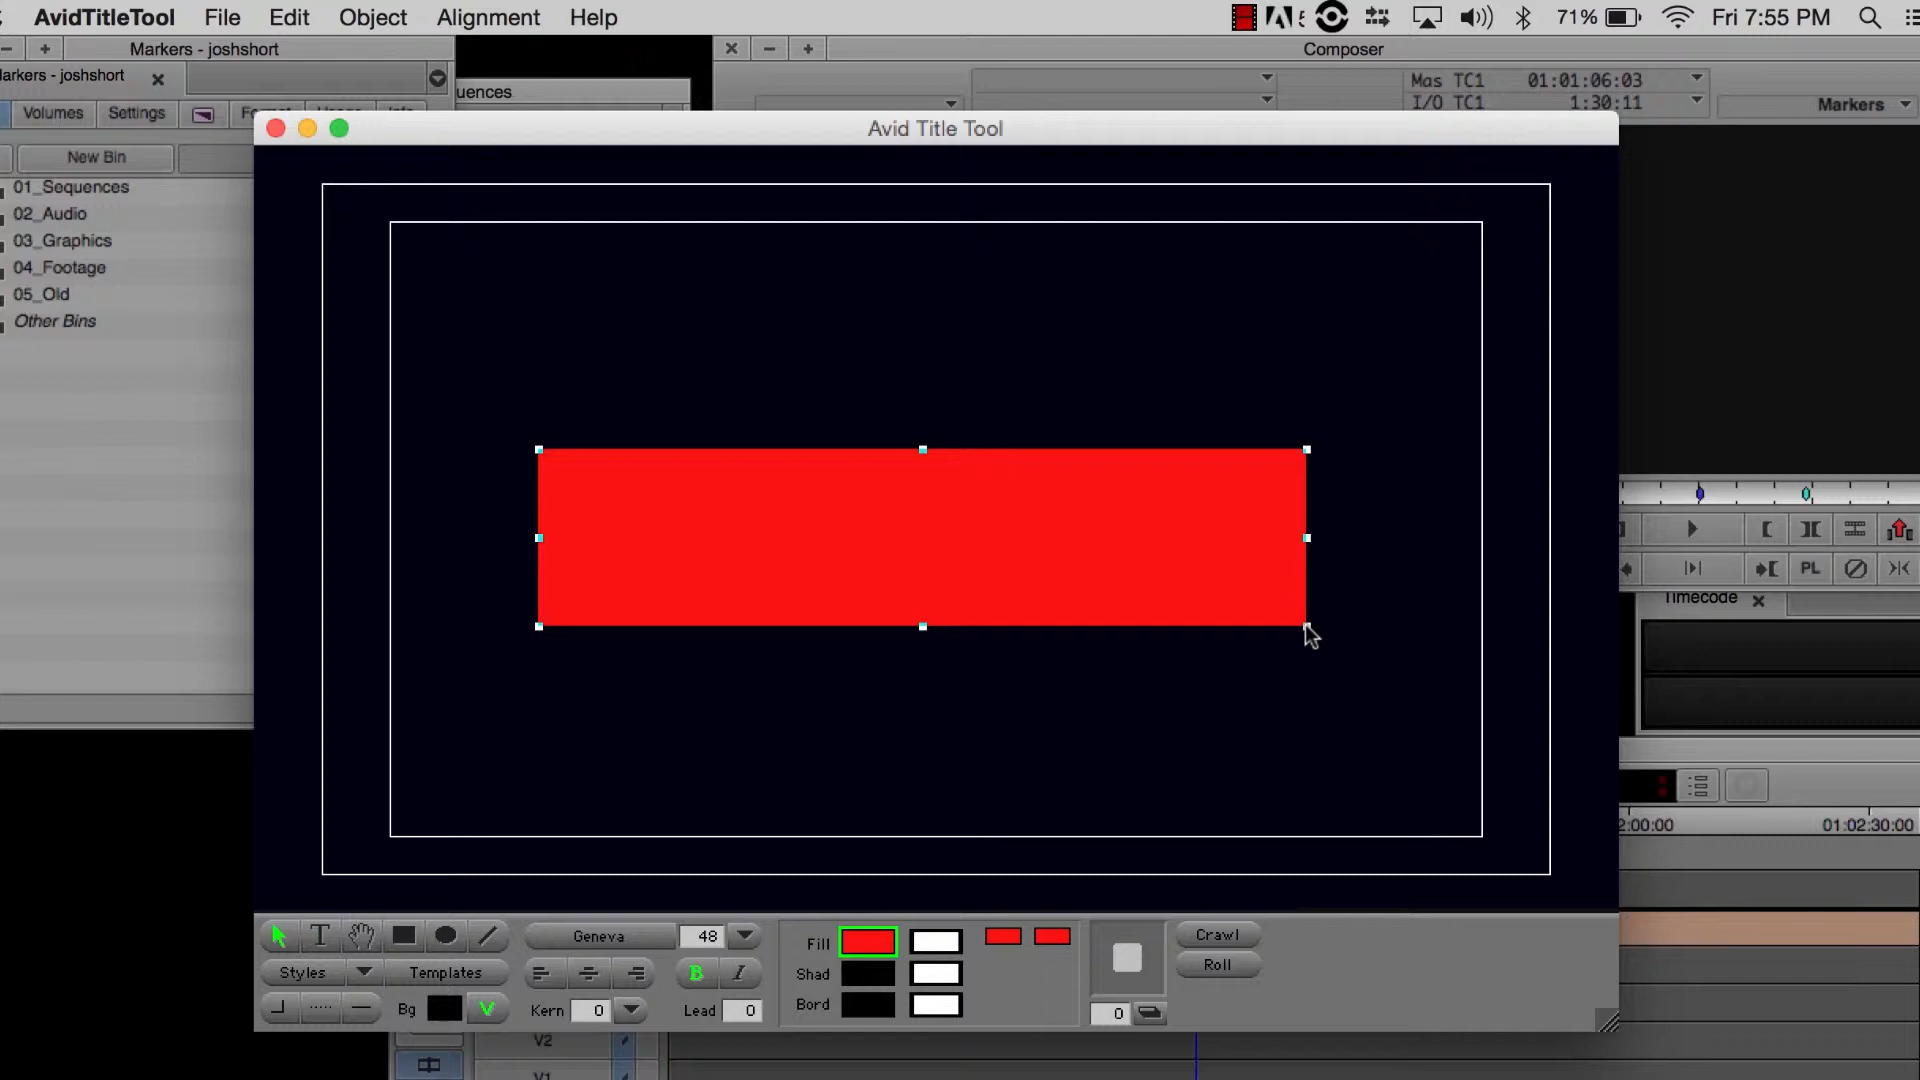 AvidTitleTool File Edit Object Alignment Help 71% Fri 7:55 PM
Markers - joshshort Composer
arkers - joshshort Mas TC1 01:01:06:03
uences I/O TC1 1:30:11 Markers
Volumes Settings
Avid Title Tool
New Bin
01_Sequences
02_Audio
03_Graphics
04_Footage
05_Old
Other Bins
PL
Timecode
2:00:00 01:02:30:00
T Geneva 48 Fill Crawl
Styles Templates B I Shad Roll
Bg V Kern 0 Lead 0 Bord 0
V2
V1